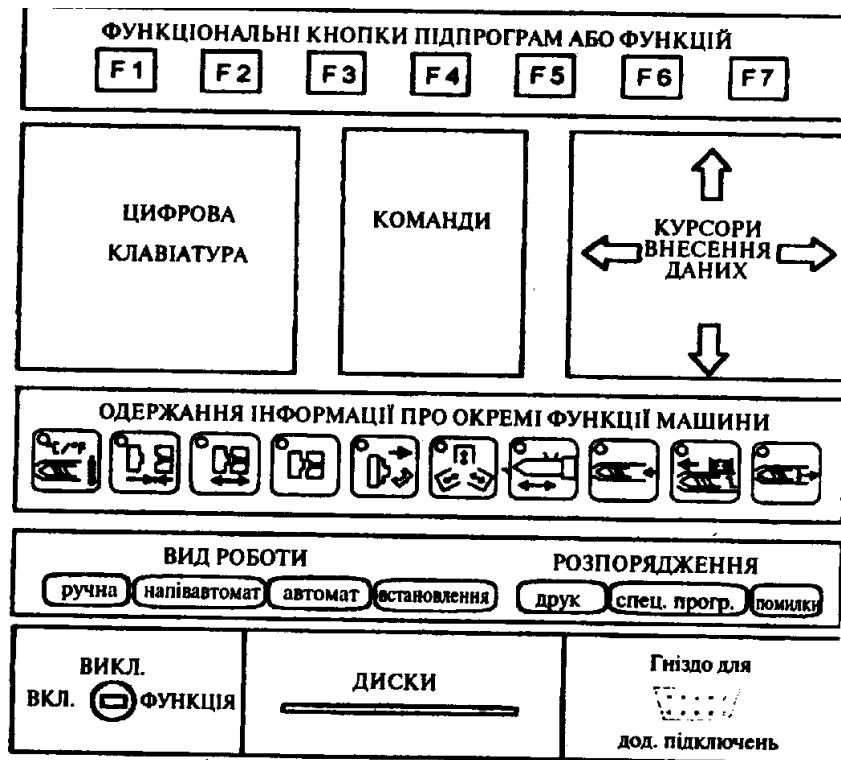 ФУНКЦІОНАЛЬНІ КНОПКИ ПІДПРОГРАМ АБО ФУНКЦІЙ
F1 F2 F3 F4 F5 F6 F7
ЦИФРОВА
КЛАВІАТУРА
КОМАНДИ
КУРСОРИ
ВНЕСЕННЯ
ДАНИХ
ОДЕРЖАННЯ ІНФОРМАЦІЇ ПРО ОКРЕМІ ФУНКЦІЇ МАШИНИ
°C/°F
ВИД РОБОТИ
ручна напівавтомат автомат встановлення
РОЗПОРЯДЖЕННЯ
друк спец. прогр. помилки
ВИКЛ.
ВКЛ. ФУНКЦІЯ
ДИСКИ
Гніздо для
дод. підключень